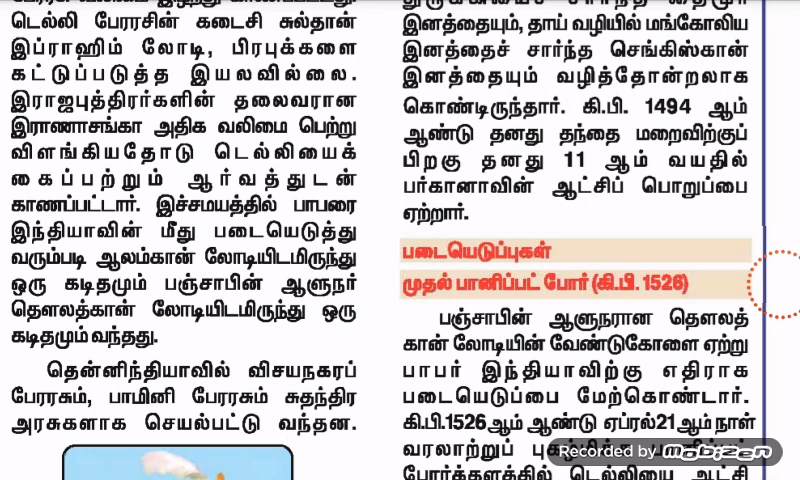 டெல்லி பேரரசின் கடைசி சுல்தான்
இப்ராஹிம் லோடி, பிரபுக்களை
கட்டுப்படுத்த இயலவில்லை.
இராஜபுத்திரர்களின் தலைவரான
இராணாசங்கா அதிக வலிமை பெற்று
விளங்கியதோடு டெல்லியைக்
கைப்பற்றும் ஆர்வத்துடன்
காணப்பட்டார். இச்சமயத்தில் பாபரை
இந்தியாவின் மீது படையெடுத்து
வரும்படி ஆலம்கான் லோடியிடமிருந்து
ஒரு கடிதமும் பஞ்சாபின் ஆளுநர்
தௌலத்கான் லோடியிடமிருந்து ஒரு
கடிதமும் வந்தது.
தென்னிந்தியாவில் விசயநகரப்
பேரரசும், பாமினி பேரரசும் சுதந்திர
அரசுகளாக செயல்பட்டு வந்தன.
இனத்தையும், தாய் வழியில் மங்கோலிய
இனத்தைச் சார்ந்த செங்கிஸ்கான்
இனத்தையும் வழித்தோன்றலாக
கொண்டிருந்தார். கி.பி. 1494 ஆம்
ஆண்டு தனது தந்தை மறைவிற்குப்
பிறகு தனது 11 ஆம் வயதில்
பர்கானாவின் ஆட்சிப் பொறுப்பை
ஏற்றார்.
படையெடுப்புகள்
முதல் பானிப்பட் போர் (கி.பி. 1526)
பஞ்சாபின் ஆளுநரான தௌலத்
கான் லோடியின் வேண்டுகோளை ஏற்று
பாபர் இந்தியாவிற்கு எதிராக
படையெடுப்பை மேற்கொண்டார்.
கி.பி.1526ஆம் ஆண்டு ஏப்ரல்21ஆம் நாள்
வரலாற்றுப்
போர்க்களத்தில் டெல்லியை ஆட்சி
Recorded by mobizen